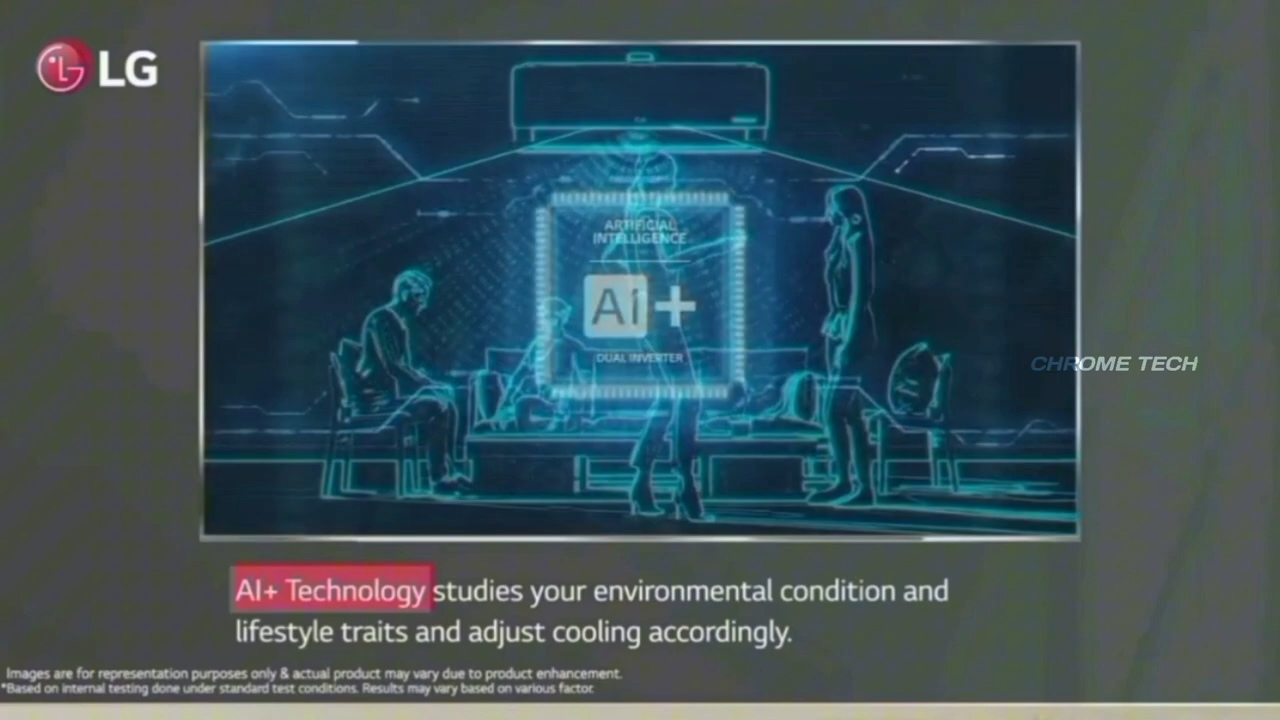 LG
ARTIFICIAL
INTELLIGENCE
AI+
DUAL INVERTER
CHROME TECH
AI+ Technology studies your environmental condition and
lifestyle traits and adjust cooling accordingly.
Images are for representation purposes only & actual product may vary due to product enhancement.
*Based on internal testing done under standard test conditions. Results may vary based on various factor.